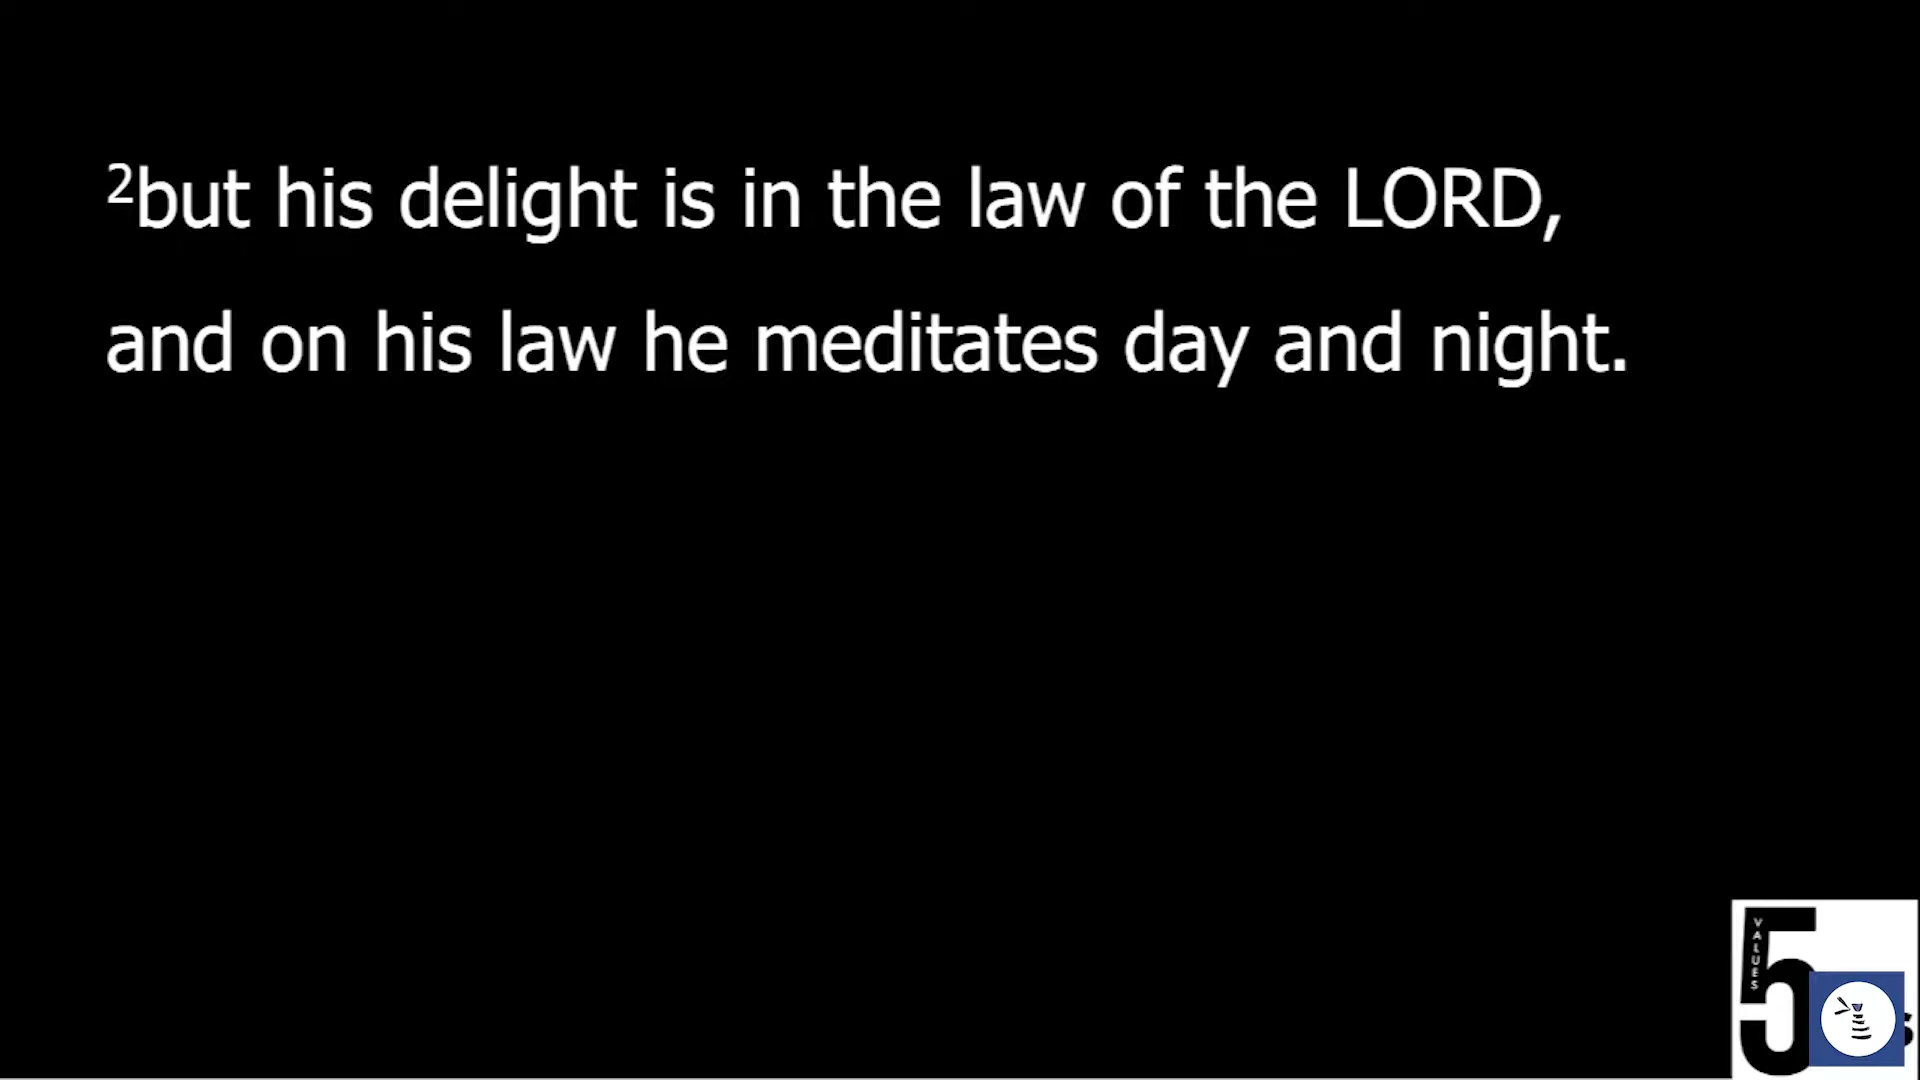 ²but his delight is in the law of the LORD,
and on his law he meditates day and night.
5
VALUES